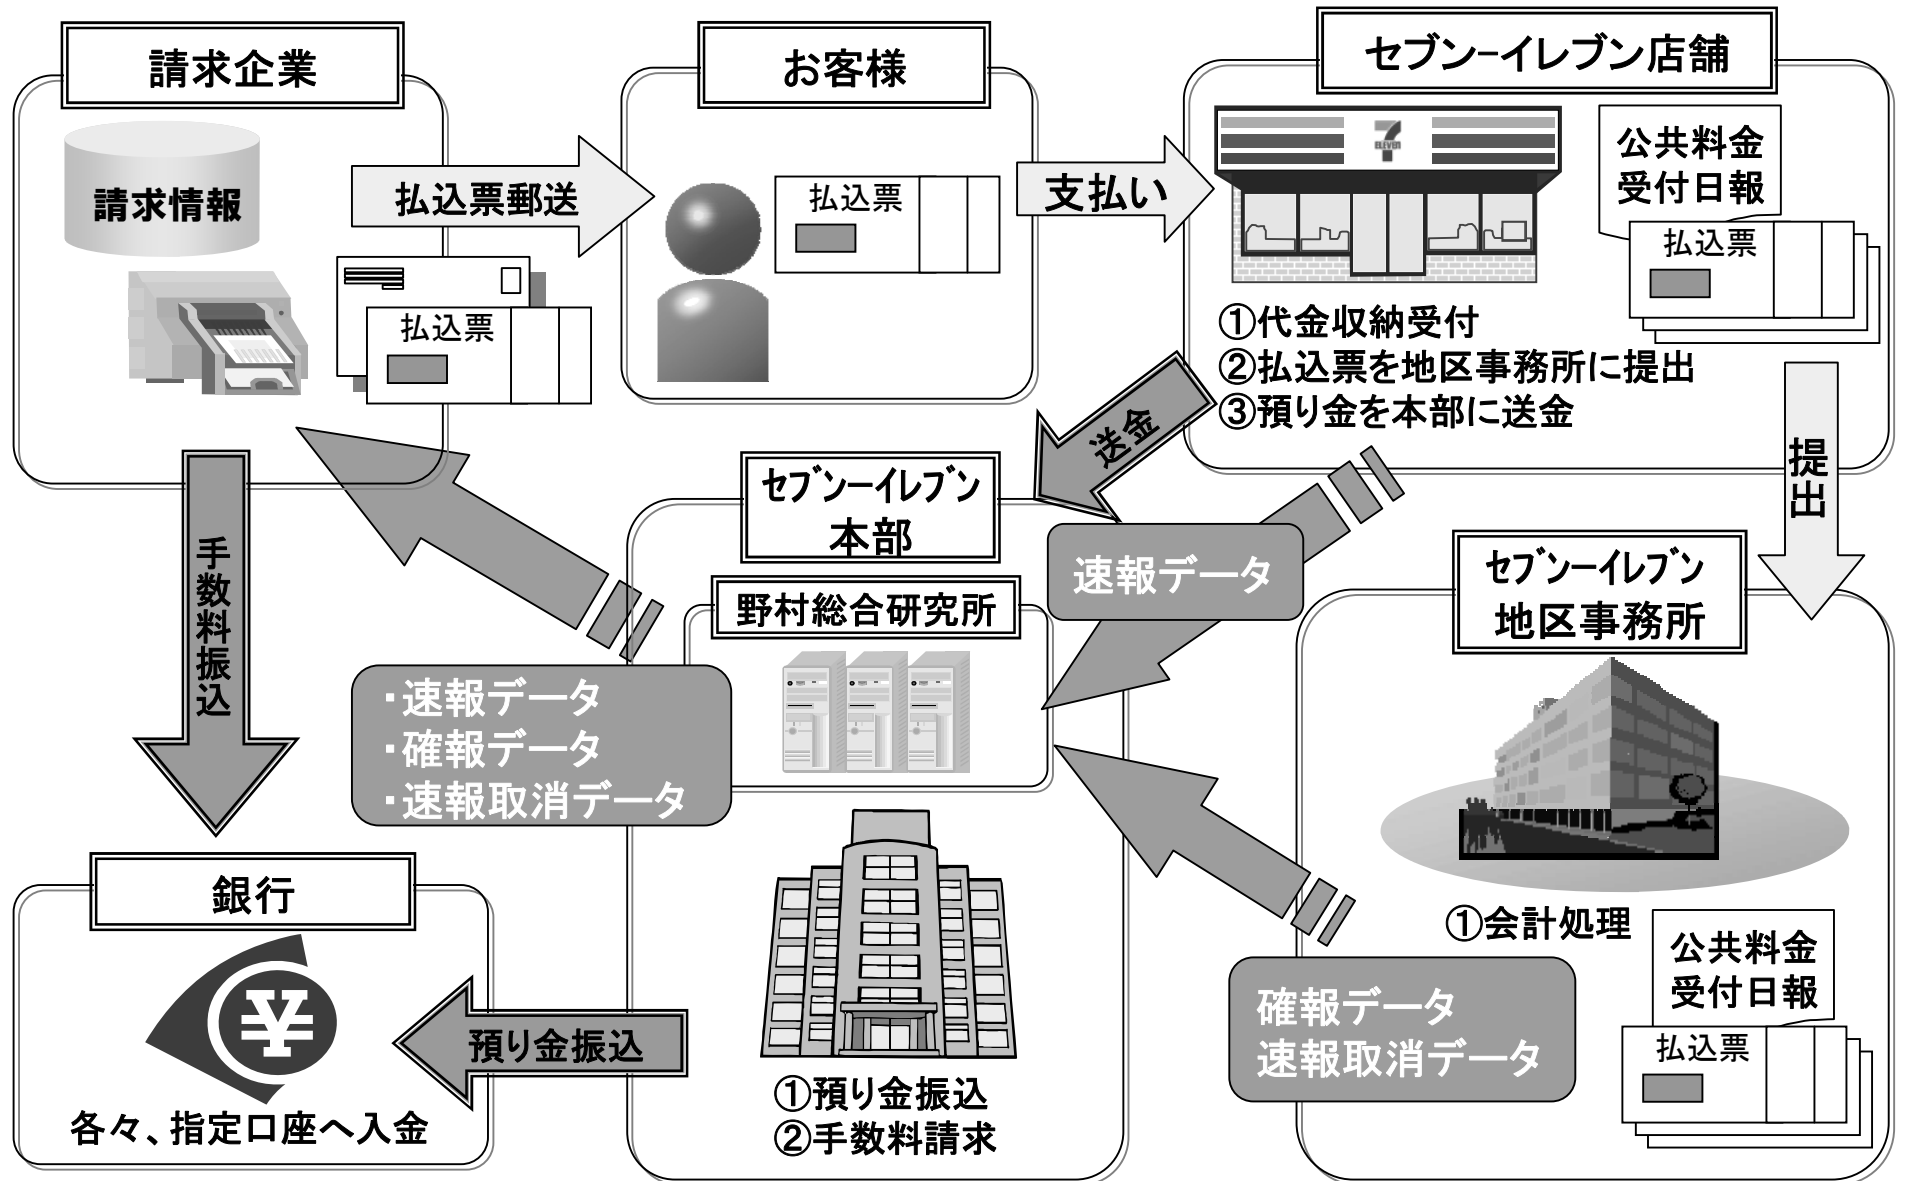 請求企業
請求情報
払込票郵送
払込票
お客様
払込票
支払い
セブン-イレブン店舗
7
ELEVEN
公共料金
受付日報
払込票
①代金収納受付
②払込票を地区事務所に提出
③預り金を本部に送金
送金
提出
セブン-イレブン
本部
野村総合研究所
速報データ
・速報データ
・確報データ
・速報取消データ
手数料振込
セブン-イレブン
地区事務所
①会計処理
公共料金
受付日報
払込票
確報データ
速報取消データ
銀行
¥
各々、指定口座へ入金
預り金振込
①預り金振込
②手数料請求